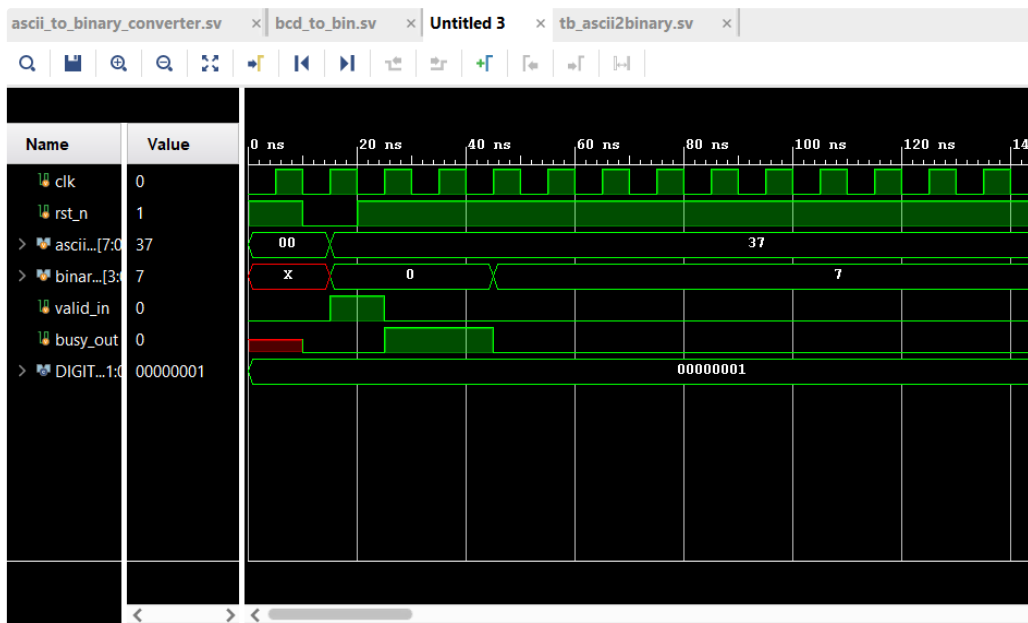 ascii_to_binary_converter.sv × bcd_to_bin.sv × Untitled 3 × tb_ascii2binary.sv ×
Name Value 0 ns 20 ns 40 ns 60 ns 80 ns 100 ns 120 ns 14
clk 0
rst_n 1
ascii...[7:0 37 00 37
binar...[3:0 7 X 0 7
valid_in 0
busy_out 0
DIGIT...1:0 00000001 00000001